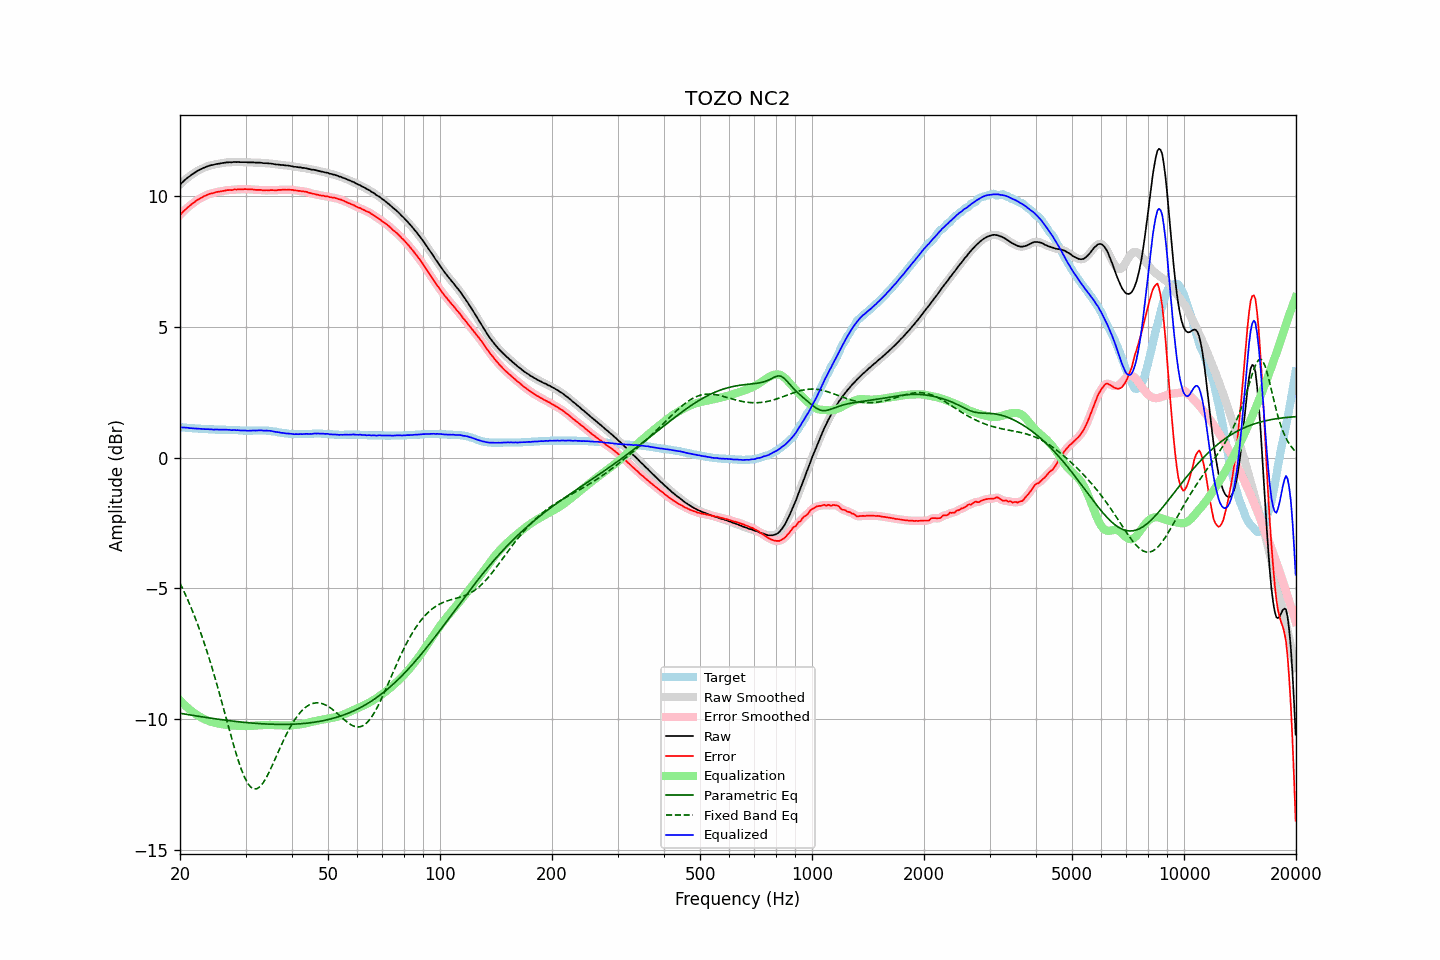 TOZO NC2
Amplitude (dBr)
10
5
0
−5
−10
−15
Target
Raw Smoothed
Error Smoothed
Raw
Error
Equalization
Parametric Eq
Fixed Band Eq
Equalized
20 50 100 200 500 1000 2000 5000 10000 20000
Frequency (Hz)